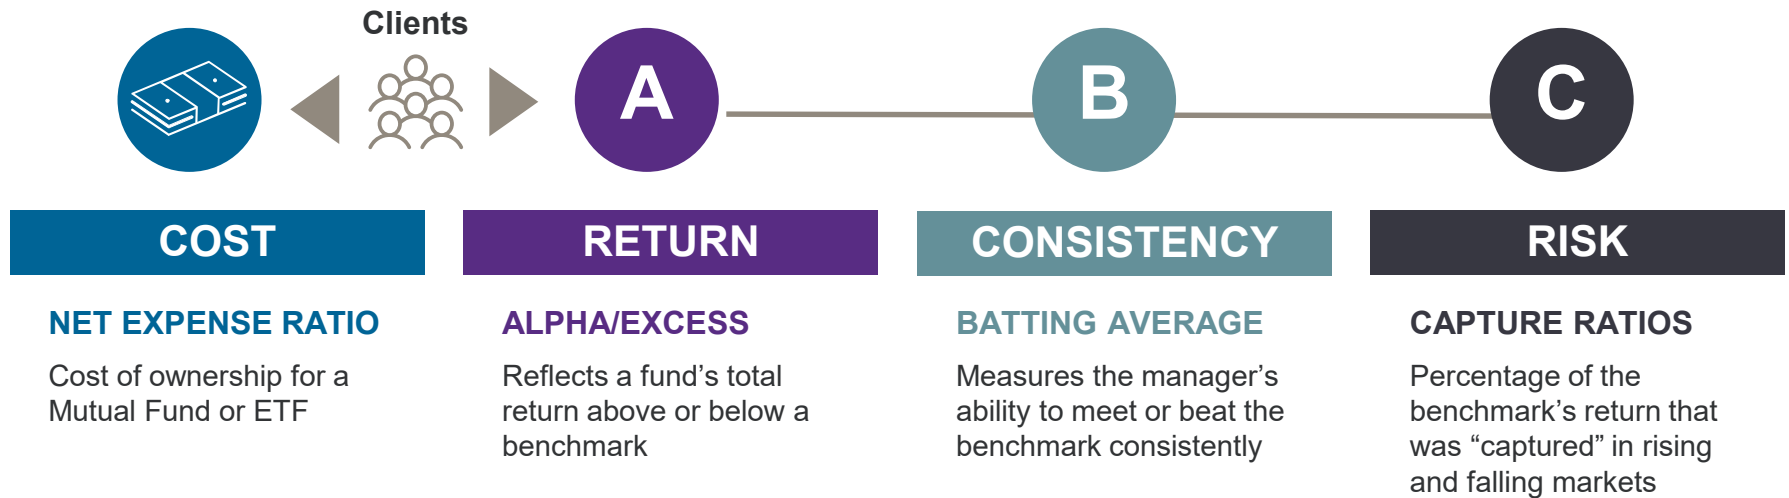 Clients
A
B
C
COST
RETURN
CONSISTENCY
RISK
NET EXPENSE RATIO
Cost of ownership for a
Mutual Fund or ETF
ALPHA/EXCESS
Reflects a fund’s total
return above or below a
benchmark
BATTING AVERAGE
Measures the manager’s
ability to meet or beat the
benchmark consistently
CAPTURE RATIOS
Percentage of the
benchmark’s return that
was “captured” in rising
and falling markets